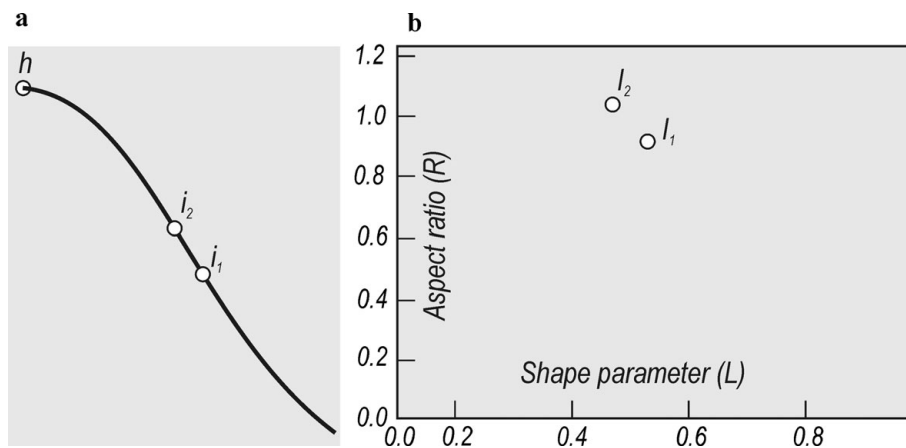 a
h
i₂
i₁
b
1.2
1.0
0.8
0.6
0.4
0.2
0.0
Aspect ratio (R)
I₂
I₁
Shape parameter (L)
0.0
0.2
0.4
0.6
0.8